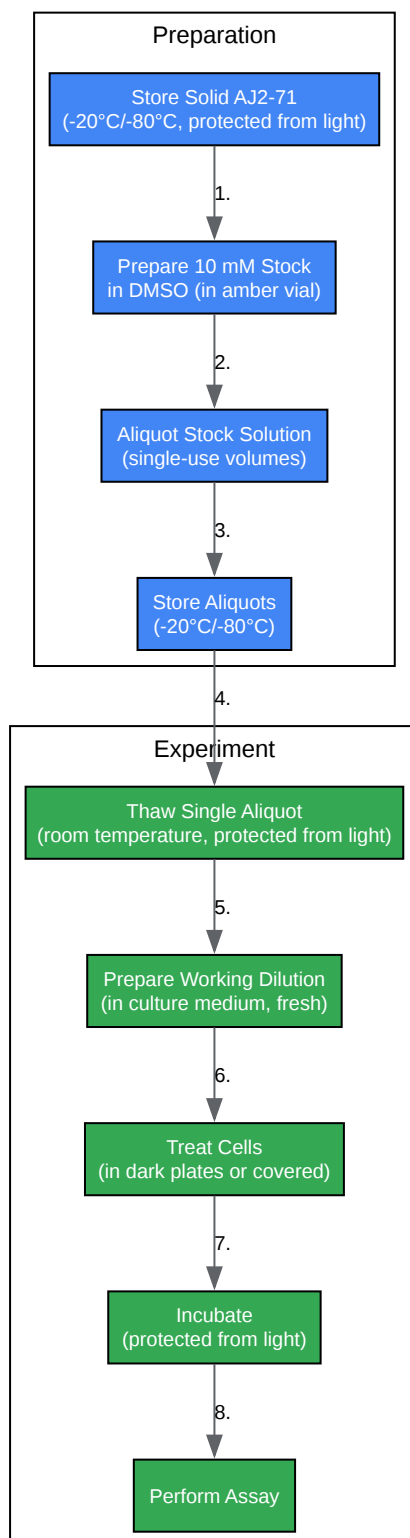 Preparation
Store Solid AJ2-71
(-20°C/-80°C, protected from light)
1.
Prepare 10 mM Stock
in DMSO (in amber vial)
2.
Aliquot Stock Solution
(single-use volumes)
3.
Store Aliquots
(-20°C/-80°C)
4.
Experiment
Thaw Single Aliquot
(room temperature, protected from light)
5.
Prepare Working Dilution
(in culture medium, fresh)
6.
Treat Cells
(in dark plates or covered)
7.
Incubate
(protected from light)
8.
Perform Assay